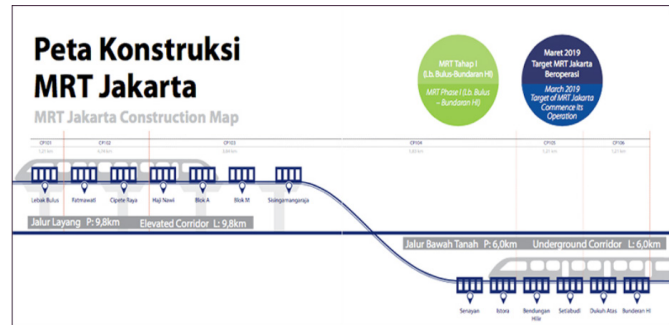 Peta Konstruksi
MRT Jakarta
MRT Jakarta Construction Map
MRT Tahap I
(Lb. Bulus-Bundaran HI)
MRT Phase I (Lb. Bulus
– Bundaran HI)
Maret 2019
Target MRT Jakarta
Beroperasi
March 2019
Target of MRT Jakarta
Commence its
Operation
CP101 CP102 CP103 CP104 CP105 CP106
Lebak Bulus Fatmawati Cipete Raya Haji Nawi Blok A Blok M Sisingamangaraja
Jalur Layang P: 9,8km Elevated Corridor L: 9,8km
Jalur Bawah Tanah P: 6,0km Underground Corridor L: 6,0km
Senayan Istora Bendungan Hilir Setiabudi Dukuh Atas Bundaran HI